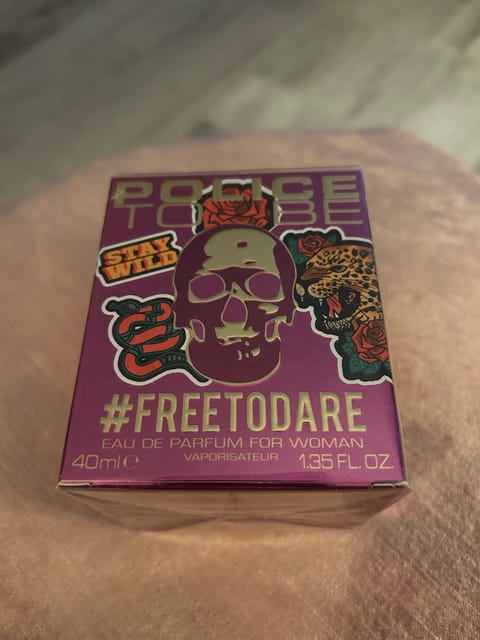 POLICE
TO BE
STAY
WILD
#FREETODARE
EAU DE PARFUM FOR WOMAN
40ml℮ VAPORISATEUR 1.35 FL. OZ.